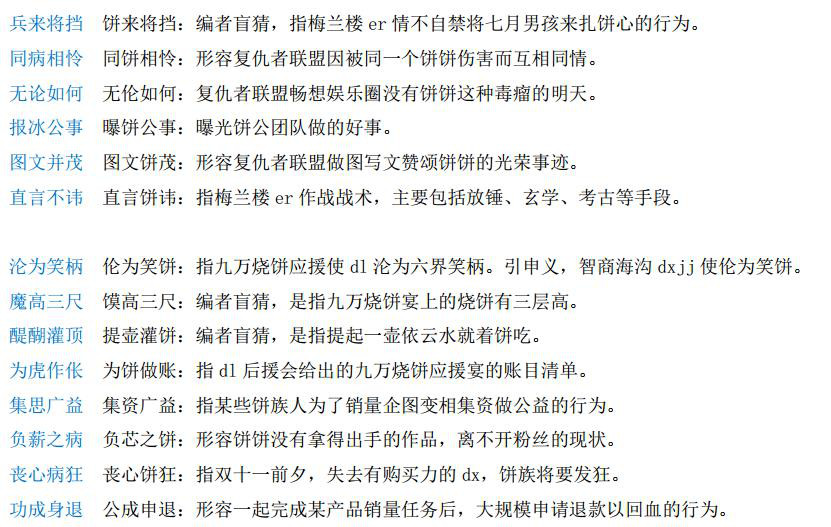 兵来将挡 饼来将挡：编者盲猜，指梅兰楼 er 情不自禁将七月男孩来扎饼心的行为。
同病相怜 同饼相怜：形容复仇者联盟因被同一个饼饼伤害而互相同情。
无论如何 无伦如何：复仇者联盟畅想娱乐圈没有饼饼这种毒瘤的明天。
报冰公事 曝饼公事：曝光饼公团队做的好事。
图文并茂 图文饼茂：形容复仇者联盟做图写文赞颂饼饼的光荣事迹。
直言不讳 直言饼讳：指梅兰楼 er 作战战术，主要包括放锤、玄学、考古等手段。
沦为笑柄 伦为笑饼：指九万烧饼应援使 dl 沦为六界笑柄。引申义，智商海沟 dxjj 使伦为笑饼。
魔高三尺 馍高三尺：编者盲猜，是指九万烧饼宴上的烧饼有三层高。
醍醐灌顶 提壶灌饼：编者盲猜，是指提起一壶依云水就着饼吃。
为虎作伥 为饼做账：指 dl 后援会给出的九万烧饼应援宴的账目清单。
集思广益 集资广益：指某些饼族人为了销量企图变相集资做公益的行为。
负薪之病 负芯之饼：形容饼饼没有拿得出手的作品，离不开粉丝的现状。
丧心病狂 丧心饼狂：指双十一前夕，失去有购买力的 dx，饼族将要发狂。
功成身退 公成申退：形容一起完成某产品销量任务后，大规模申请退款以回血的行为。